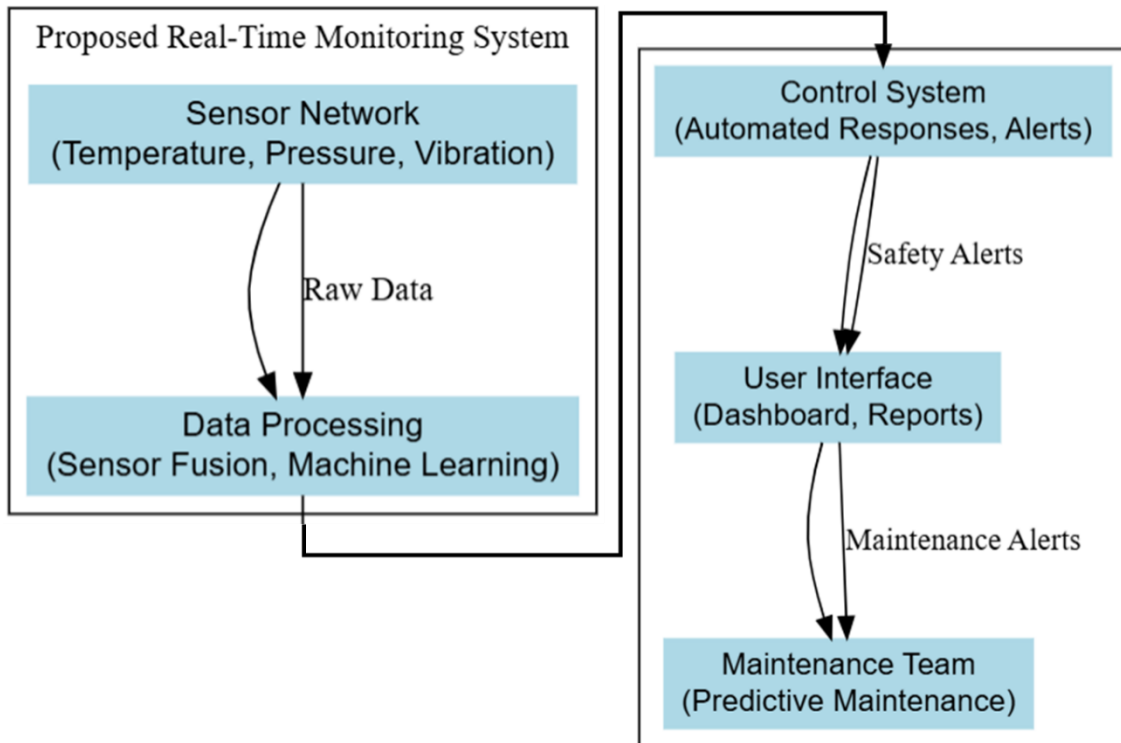 Proposed Real-Time Monitoring System
Sensor Network
(Temperature, Pressure, Vibration)
Raw Data
Data Processing
(Sensor Fusion, Machine Learning)
Control System
(Automated Responses, Alerts)
Safety Alerts
User Interface
(Dashboard, Reports)
Maintenance Alerts
Maintenance Team
(Predictive Maintenance)